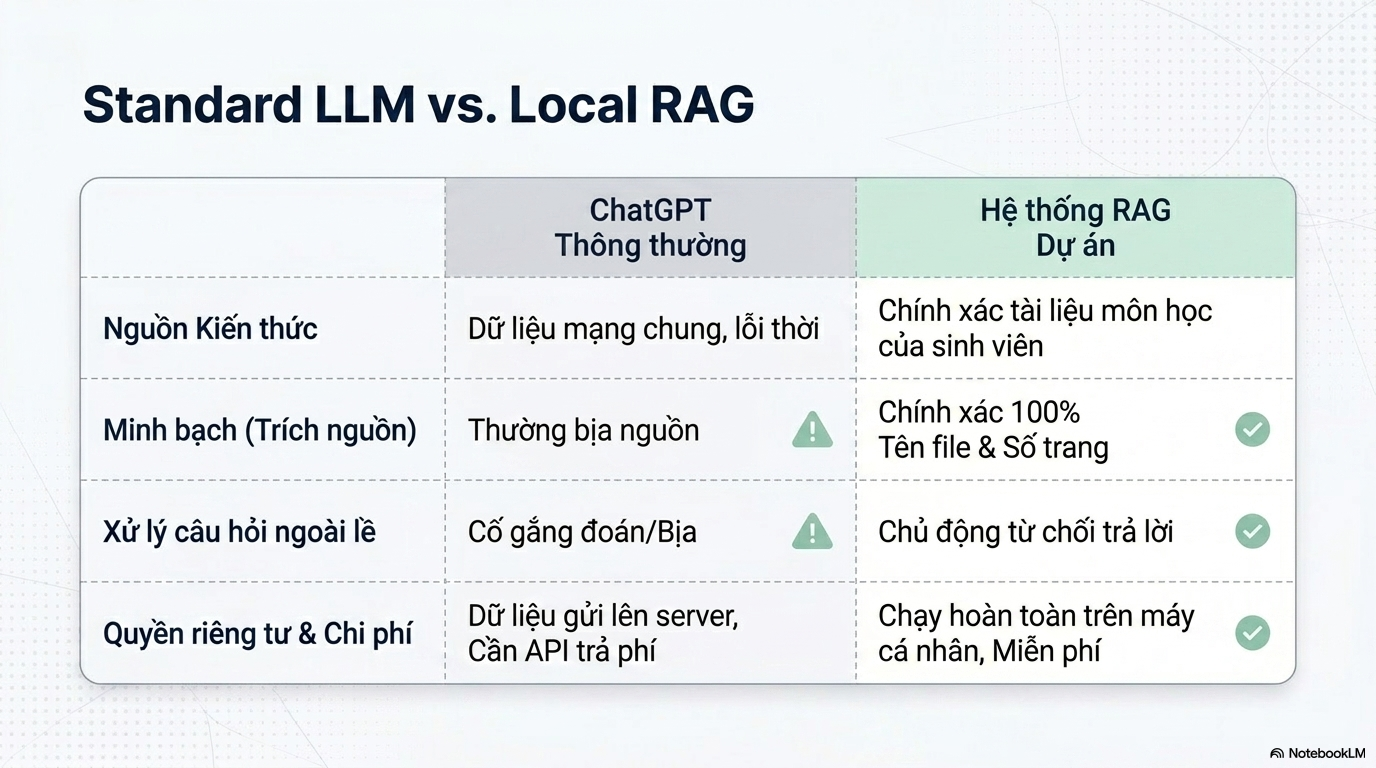 Standard LLM vs. Local RAG
ChatGPT
Thông thường
Hệ thống RAG
Dự án
Nguồn Kiến thức
Dữ liệu mạng chung, lỗi thời
Chính xác tài liệu môn học
của sinh viên
Minh bạch (Trích nguồn)
Thường bịa nguồn
Chính xác 100%
Tên file & Số trang
Xử lý câu hỏi ngoài lề
Cố gắng đoán/Bịa
Chủ động từ chối trả lời
Quyền riêng tư & Chi phí
Dữ liệu gửi lên server,
Cần API trả phí
Chạy hoàn toàn trên máy
cá nhân, Miễn phí
NotebookLM